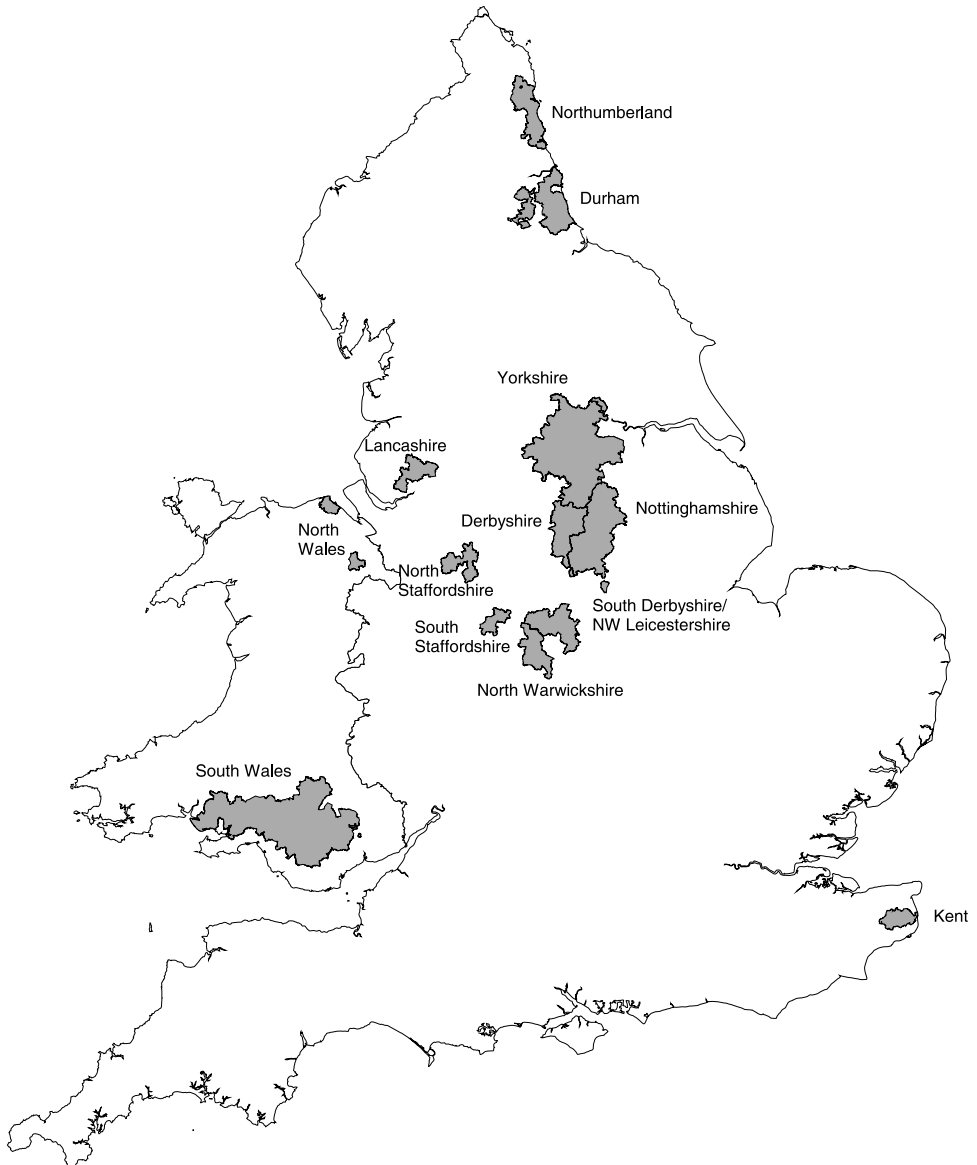 Northumberland
Durham
Yorkshire
Lancashire
Nottinghamshire
Derbyshire
North
Wales
North
Staffordshire
South Derbyshire/
NW Leicestershire
South
Staffordshire
North Warwickshire
South Wales
Kent